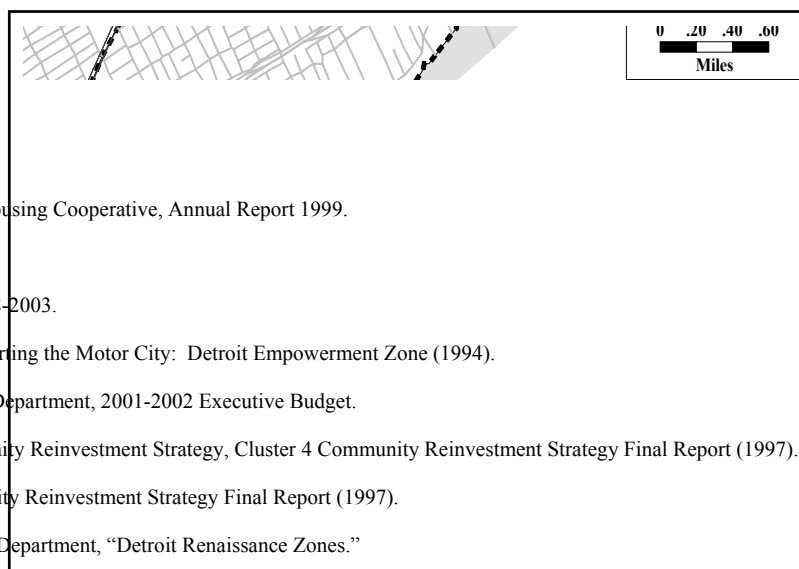 0 .20 .40 .60
Miles
using Cooperative, Annual Report 1999.
-2003.
rting the Motor City: Detroit Empowerment Zone (1994).
Department, 2001-2002 Executive Budget.
ity Reinvestment Strategy, Cluster 4 Community Reinvestment Strategy Final Report (1997).
ity Reinvestment Strategy Final Report (1997).
Department, “Detroit Renaissance Zones.”